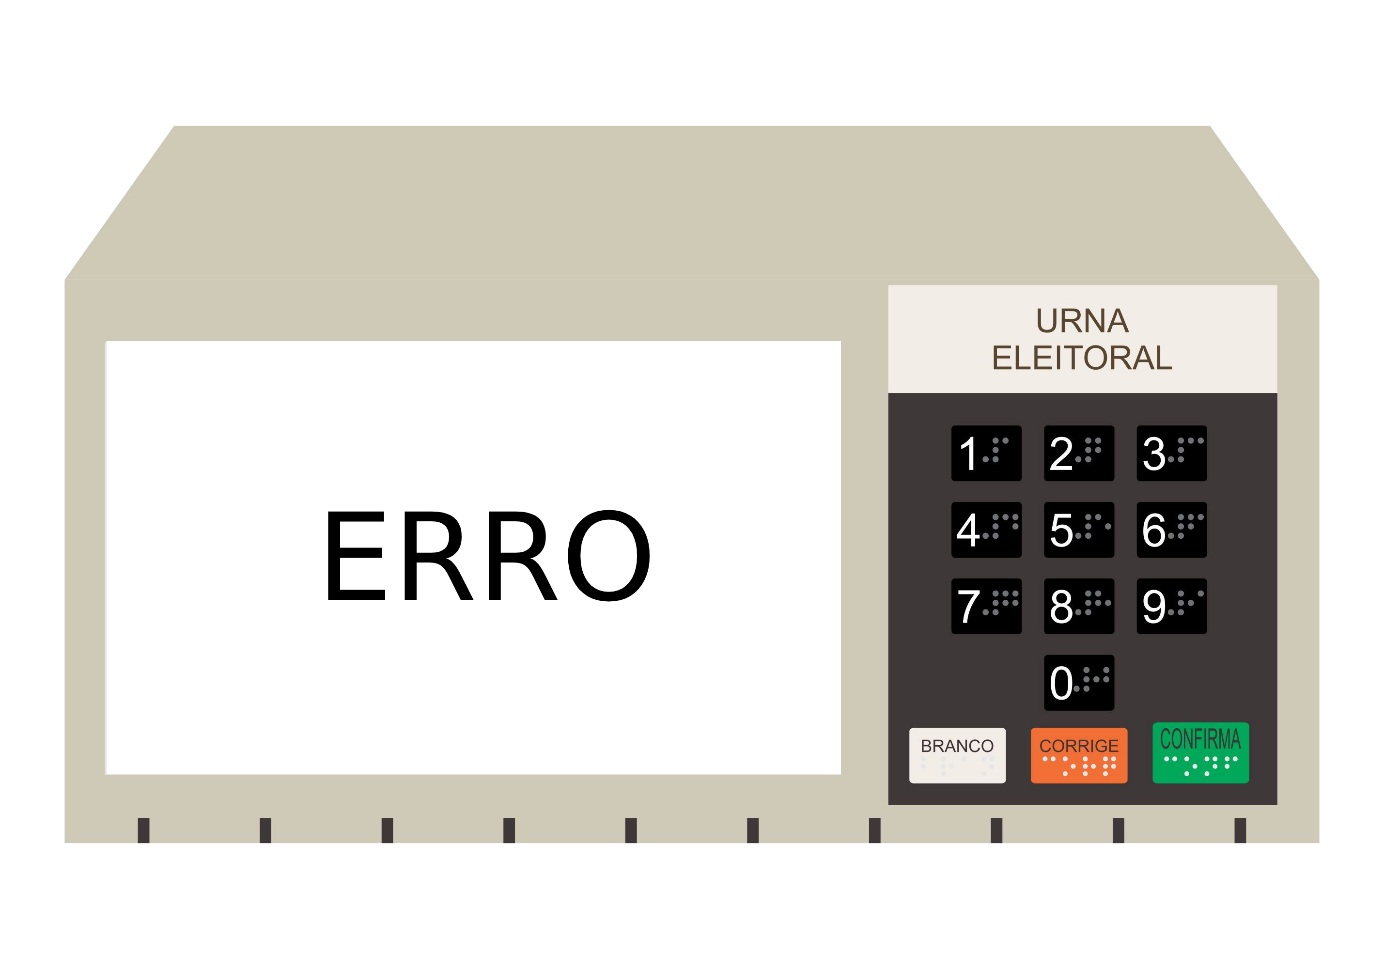 URNA
ELEITORAL
ERRO
1 2 3
4 5 6
7 8 9
0
BRANCO CORRIGE CONFIRMA